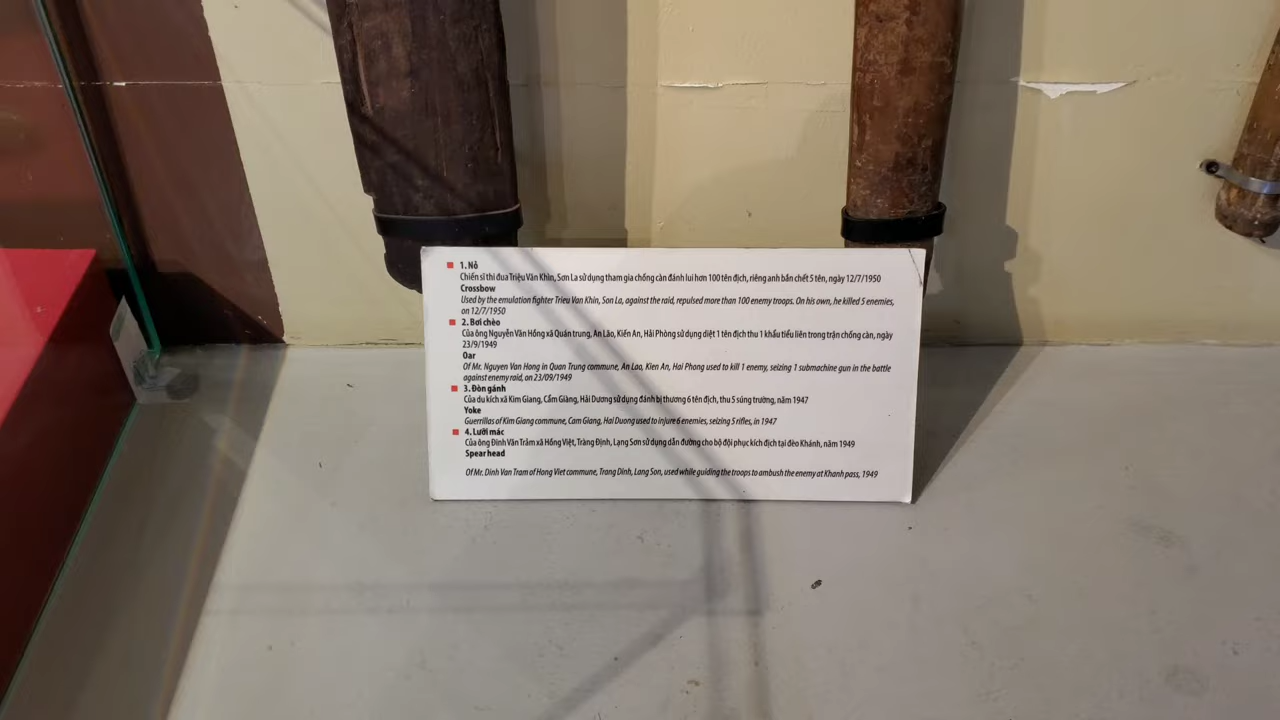 1. Nỏ
Chiến sĩ thi đua Triệu Văn Khìn, Sơn La sử dụng tham gia chống càn đánh lui hơn 100 tên địch, riêng anh bắn chết 5 tên, ngày 12/7/1950
Crossbow
Used by the emulation fighter Trieu Van Khin, Son La, against the raid, repulsed more than 100 enemy troops. On his own, he killed 5 enemies,
on 12/7/1950
2. Bơi chèo
Của ông Nguyễn Văn Hồng xã Quán trung, An Lão, Kiến An, Hải Phòng sử dụng diệt 1 tên địch thu 1 khẩu tiểu liên trong trận chống càn, ngày
23/9/1949
Oar
Of Mr. Nguyen Van Hong in Quan Trung commune, An Lao, Kien An, Hai Phong used to kill 1 enemy, seizing 1 submachine gun in the battle
against enemy raid, on 23/09/1949
3. Đòn gánh
Của du kích xã Kim Giang, Cẩm Giàng, Hải Dương sử dụng đánh bị thương 6 tên địch, thu 5 súng trường, năm 1947
Yoke
Guerrillas of Kim Giang commune, Cam Giang, Hai Duong used to injure 6 enemies, seizing 5 rifles, in 1947
4. Lưỡi mác
Của ông Đinh Văn Trắm xã Hồng Việt, Tràng Định, Lạng Sơn sử dụng dẫn đường cho bộ đội phục kích địch tại đèo Khánh, năm 1949
Spear head
Of Mr. Dinh Van Tram of Hong Viet commune, Trang Dinh, Lang Son, used while guiding the troops to ambush the enemy at Khanh pass, 1949